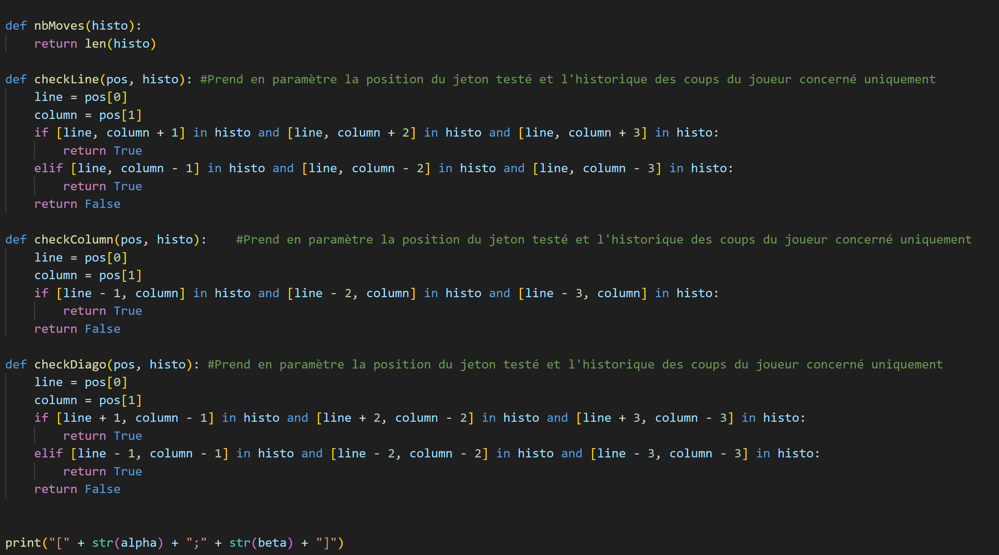 def nbMoves(histo):
    return len(histo)
def checkLine(pos, histo): #Prend en paramètre la position du jeton testé et l'historique des coups du joueur concerné uniquement
    line = pos[0]
    column = pos[1]
    if [line, column + 1] in histo and [line, column + 2] in histo and [line, column + 3] in histo:
        return True
    elif [line, column - 1] in histo and [line, column - 2] in histo and [line, column - 3] in histo:
        return True
    return False
def checkColumn(pos, histo):    #Prend en paramètre la position du jeton testé et l'historique des coups du joueur concerné uniquement
    line = pos[0]
    column = pos[1]
    if [line - 1, column] in histo and [line - 2, column] in histo and [line - 3, column] in histo:
        return True
    return False
def checkDiago(pos, histo): #Prend en paramètre la position du jeton testé et l'historique des coups du joueur concerné uniquement
    line = pos[0]
    column = pos[1]
    if [line + 1, column - 1] in histo and [line + 2, column - 2] in histo and [line + 3, column - 3] in histo:
        return True
    elif [line - 1, column - 1] in histo and [line - 2, column - 2] in histo and [line - 3, column - 3] in histo:
        return True
    return False
print("[" + str(alpha) + ";" + str(beta) + "]")